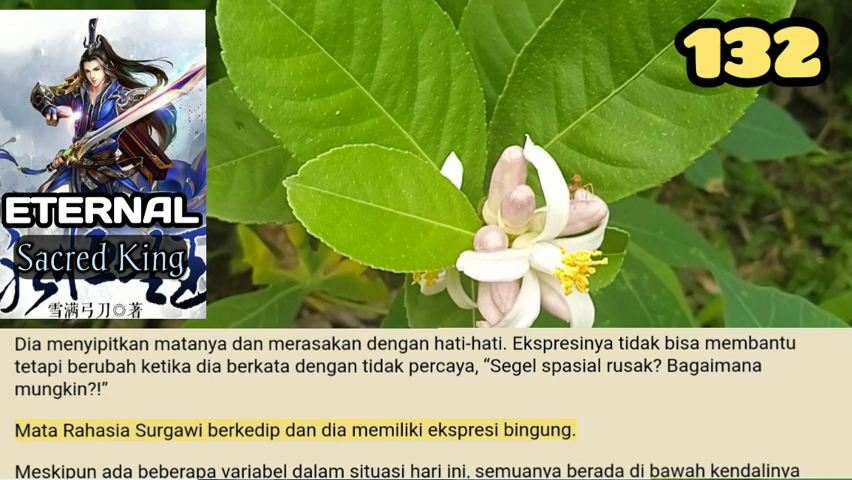 132
ETERNAL
Sacred King
雪满弓刀◎著
Dia menyipitkan matanya dan merasakan dengan hati-hati. Ekspresinya tidak bisa membantu
tetapi berubah ketika dia berkata dengan tidak percaya, “Segel spasial rusak? Bagaimana
mungkin?!”
Mata Rahasia Surgawi berkedip dan dia memiliki ekspresi bingung.
Meskipun ada beberapa variabel dalam situasi hari ini, semuanya berada di bawah kendalinya